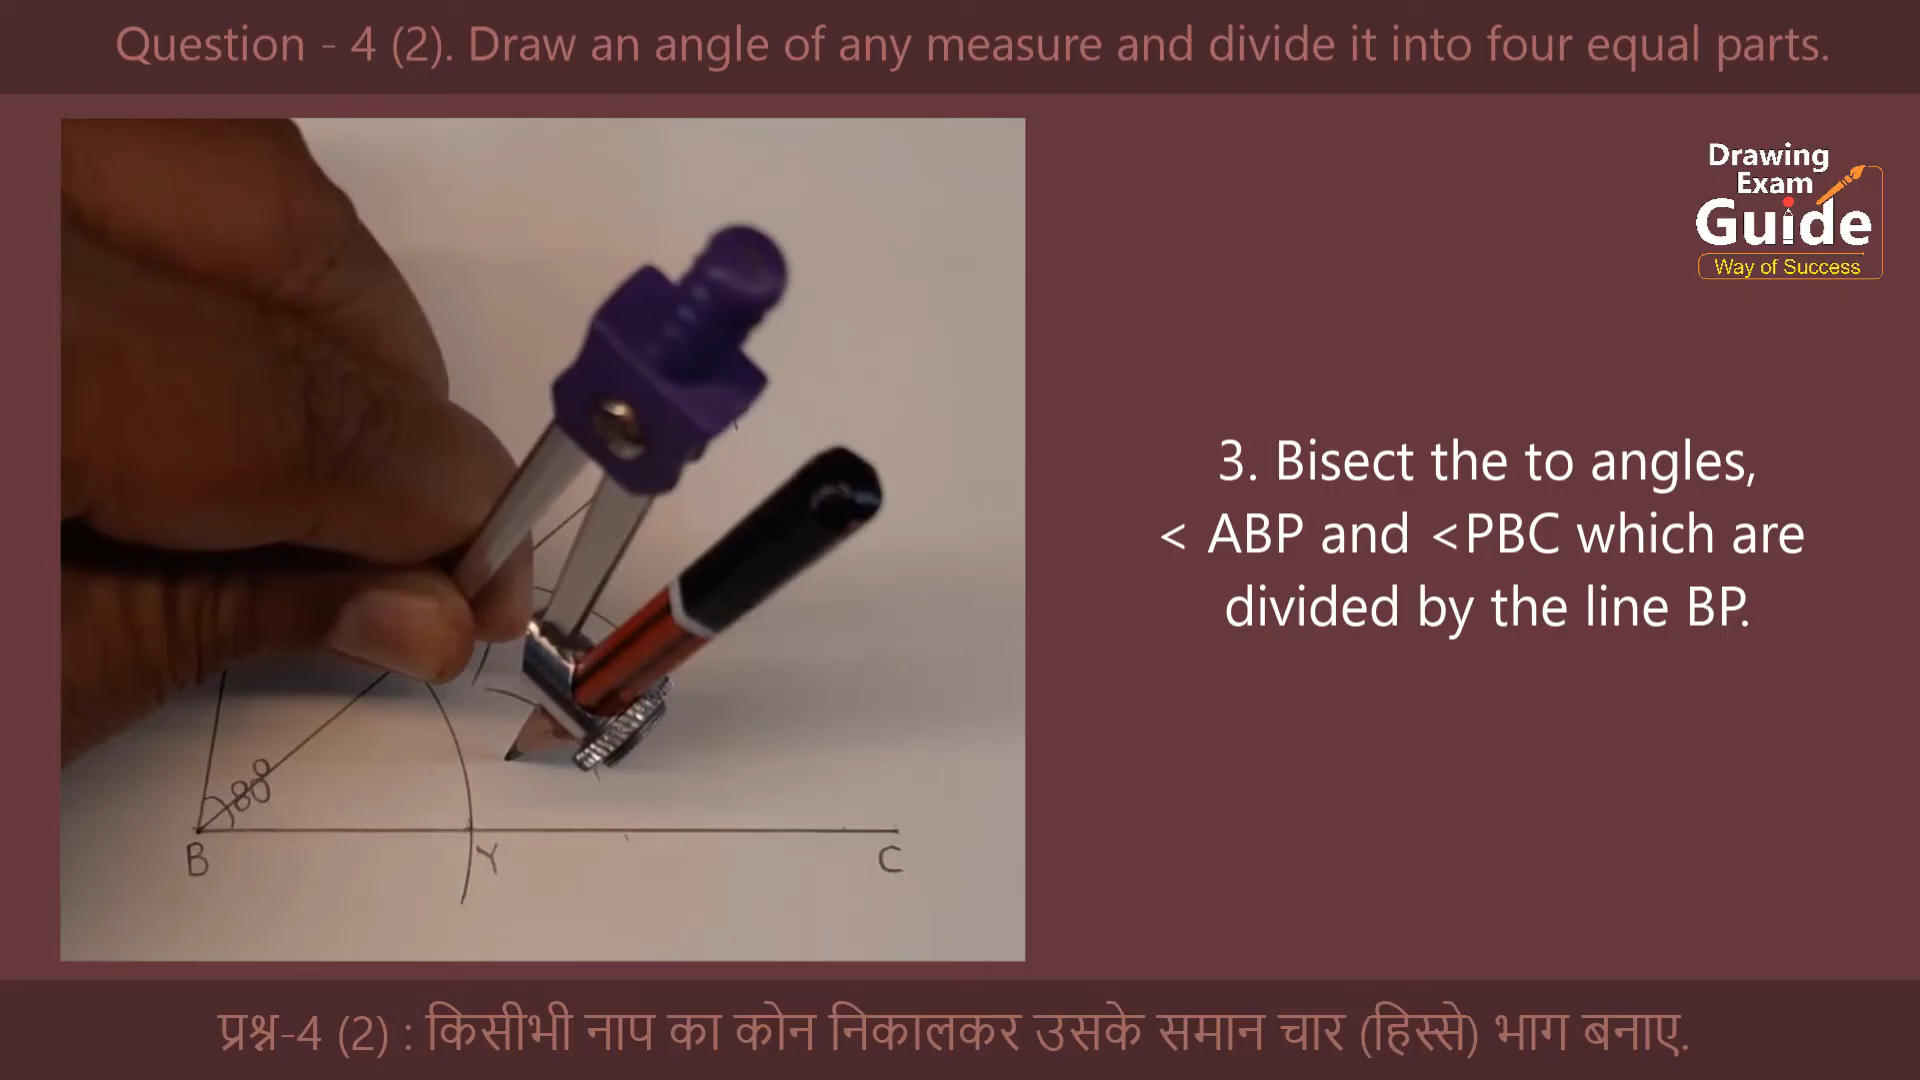 Question - 4 (2). Draw an angle of any measure and divide it into four equal parts.
Drawing
Exam
Guide
Way of Success
3. Bisect the to angles,
< ABP and <PBC which are
divided by the line BP.
80°
B
Y
C
प्रश्न-4 (2) : किसीभी नाप का कोन निकालकर उसके समान चार (हिस्से) भाग बनाए.